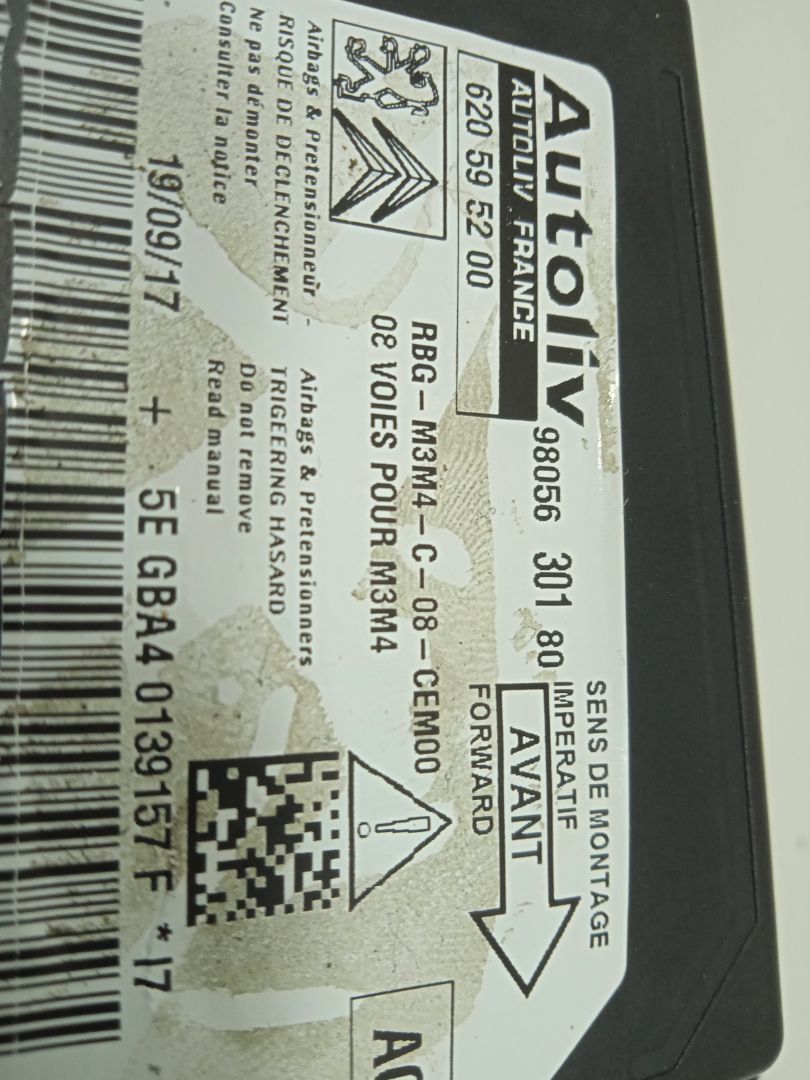 Autoliv
AUTOLIV FRANCE
620 59 52 00
98056 301 80
SENS DE MONTAGE
IMPERATIF
AVANT
FORWARD
RBG-M3M4-C-08-CEM00
08 VOIES POUR M3M4
Airbags & Pretensionneur -
RISQUE DE DECLENCHEMENT
Ne pas démonter
Consulter la notice
Airbags & Pretensionners
TRIGEERING HASARD
Do not remove
Read manual
19/09/17 + 5E GBA4 0139157 F *17